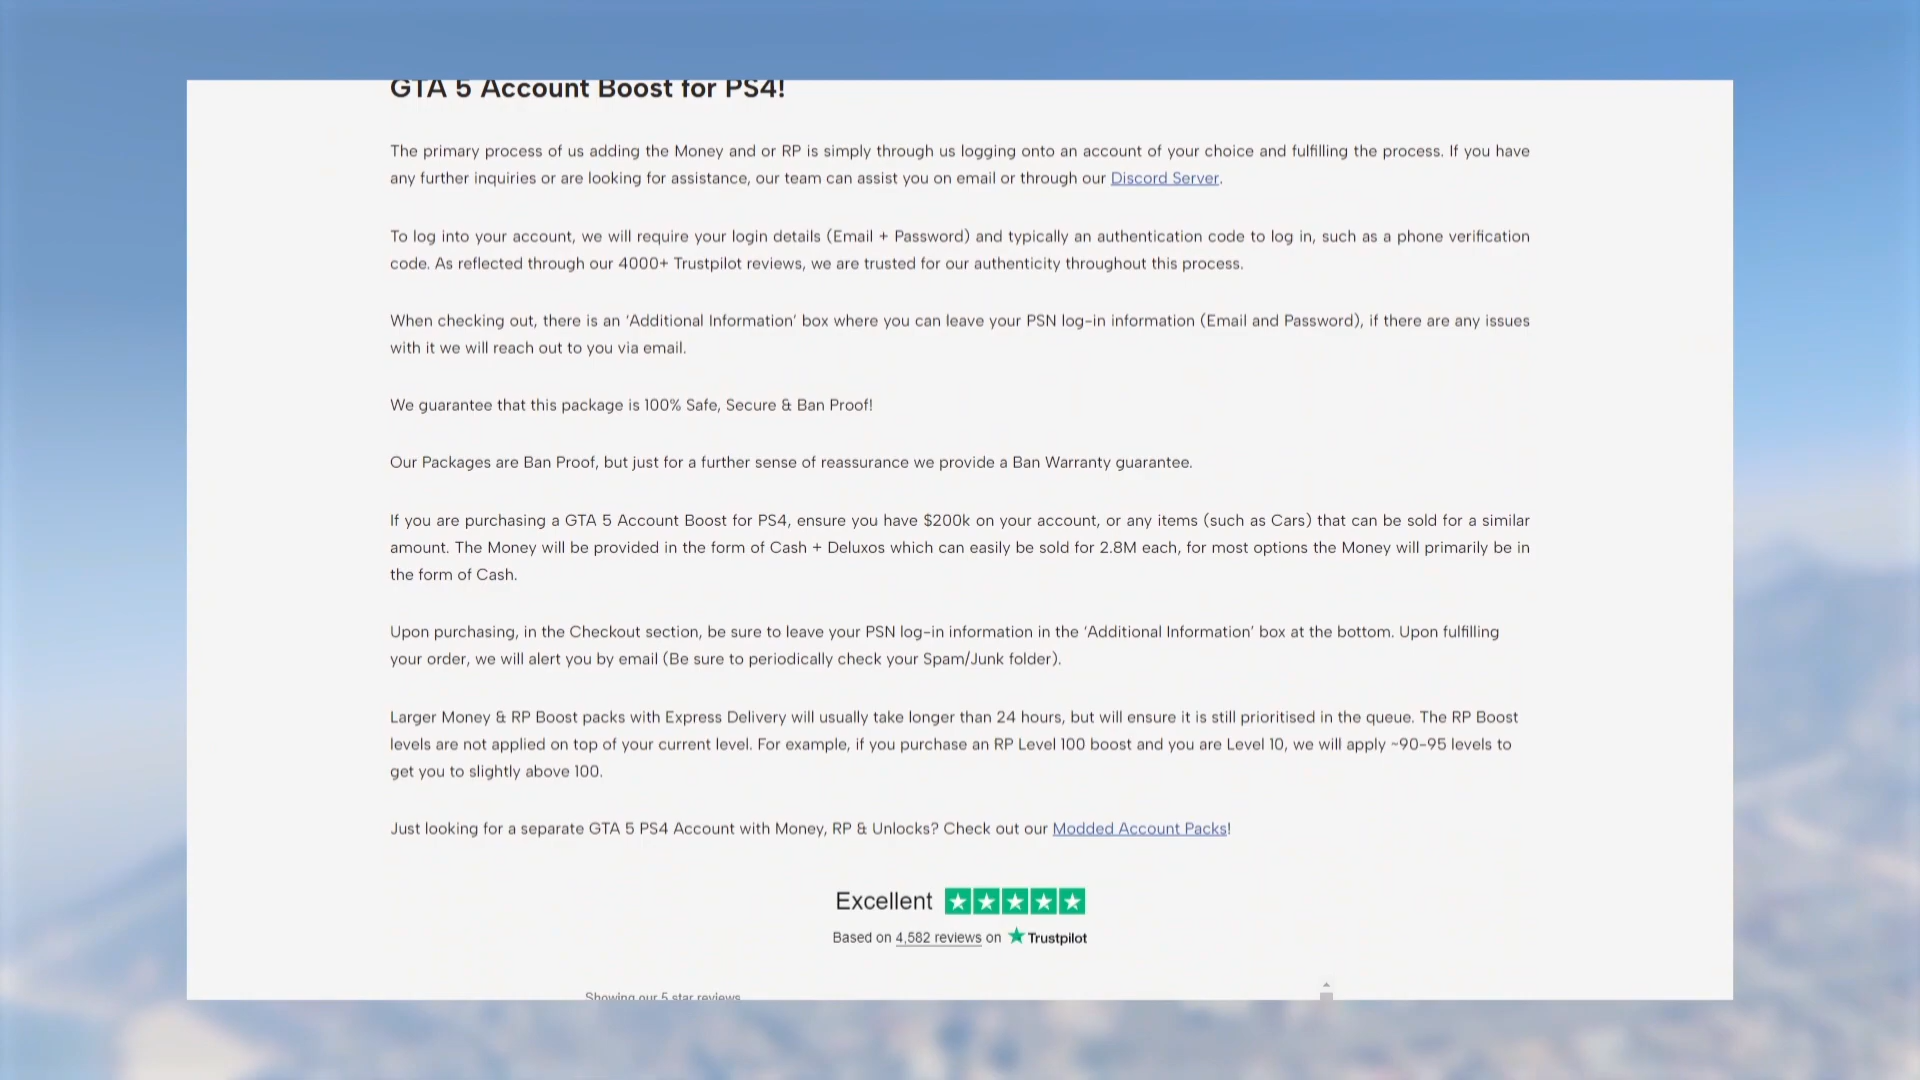 GTA 5 Account Boost for PS4!
The primary process of us adding the Money and or RP is simply through us logging onto an account of your choice and fulfilling the process. If you have
any further inquiries or are looking for assistance, our team can assist you on email or through our Discord Server.
To log into your account, we will require your login details (Email + Password) and typically an authentication code to log in, such as a phone verification
code. As reflected through our 4000+ Trustpilot reviews, we are trusted for our authenticity throughout this process.
When checking out, there is an ‘Additional Information’ box where you can leave your PSN log-in information (Email and Password), if there are any issues
with it we will reach out to you via email.
We guarantee that this package is 100% Safe, Secure & Ban Proof!
Our Packages are Ban Proof, but just for a further sense of reassurance we provide a Ban Warranty guarantee.
If you are purchasing a GTA 5 Account Boost for PS4, ensure you have $200k on your account, or any items (such as Cars) that can be sold for a similar
amount. The Money will be provided in the form of Cash + Deluxos which can easily be sold for 2.8M each, for most options the Money will primarily be in
the form of Cash.
Upon purchasing, in the Checkout section, be sure to leave your PSN log-in information in the ‘Additional Information’ box at the bottom. Upon fulfilling
your order, we will alert you by email (Be sure to periodically check your Spam/Junk folder).
Larger Money & RP Boost packs with Express Delivery will usually take longer than 24 hours, but will ensure it is still prioritised in the queue. The RP Boost
levels are not applied on top of your current level. For example, if you purchase an RP Level 100 boost and you are Level 10, we will apply ~90-95 levels to
get you to slightly above 100.
Just looking for a separate GTA 5 PS4 Account with Money, RP & Unlocks? Check out our Modded Account Packs!
Excellent
Based on 4,582 reviews on Trustpilot
Showing our 5 star reviews